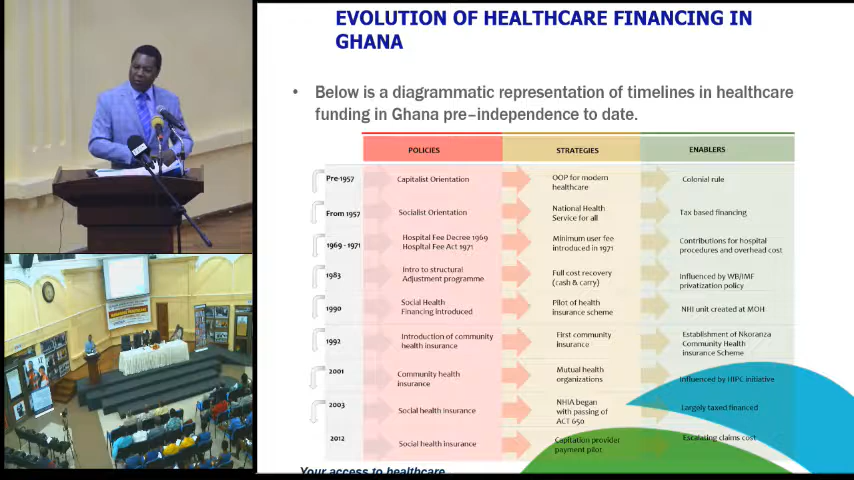 EVOLUTION OF HEALTHCARE FINANCING IN
GHANA
• Below is a diagrammatic representation of timelines in healthcare
funding in Ghana pre–independence to date.
POLICIES STRATEGIES ENABLERS
Pre-1957 Capitalist Orientation OOP for modern
healthcare Colonial rule
From 1957 Socialist Orientation National Health
Service for all Tax based financing
1969 - 1971 Hospital Fee Decree 1969
Hospital Fee Act 1971 Minimum user fee
introduced in 1971 Contributions for hospital
procedures and overhead cost
1983 Intro to structural
Adjustment programme Full cost recovery
(cash & carry) Influenced by WB/IMF
privatization policy
1990 Social Health
Financing introduced Pilot of health
insurance scheme NHI unit created at MOH
1992 Introduction of community
health insurance First community
insurance Establishment of Nkoranza
Community Health
insurance Scheme
2001 Community health
insurance Mutual health
organizations Influenced by HIPC initiative
2003 Social health insurance NHIA began
with passing of
ACT 650 Largely taxed financed
2012 Social health insurance Capitation provider
payment pilot Escalating claims cost
Your access to healthcare